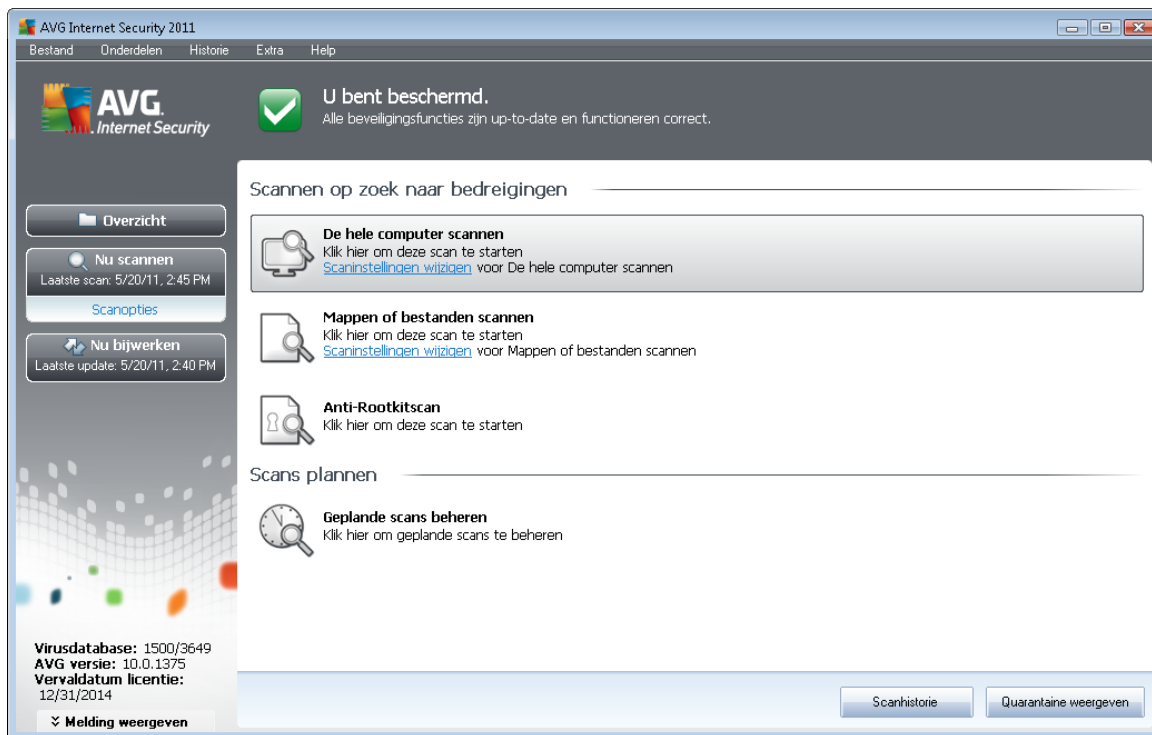 AVG Internet Security 2011
Bestand Onderdelen Historie Extra Help
AVG.
Internet Security
U bent beschermd.
Alle beveiligingsfuncties zijn up-to-date en functioneren correct.
Overzicht
Nu scannen
Laatste scan: 5/20/11, 2:45 PM
Scanopties
Nu bijwerken
Laatste update: 5/20/11, 2:40 PM
Virusdatabase: 1500/3649
AVG versie: 10.0.1375
Vervaldatum licentie:
12/31/2014
Melding weergeven
Scannen op zoek naar bedreigingen
De hele computer scannen
Klik hier om deze scan te starten
Scaninstellingen wijzigen voor De hele computer scannen
Mappen of bestanden scannen
Klik hier om deze scan te starten
Scaninstellingen wijzigen voor Mappen of bestanden scannen
Anti-Rootkitscan
Klik hier om deze scan te starten
Scans plannen
Geplande scans beheren
Klik hier om geplande scans te beheren
Scanhistorie
Quarantaine weergeven